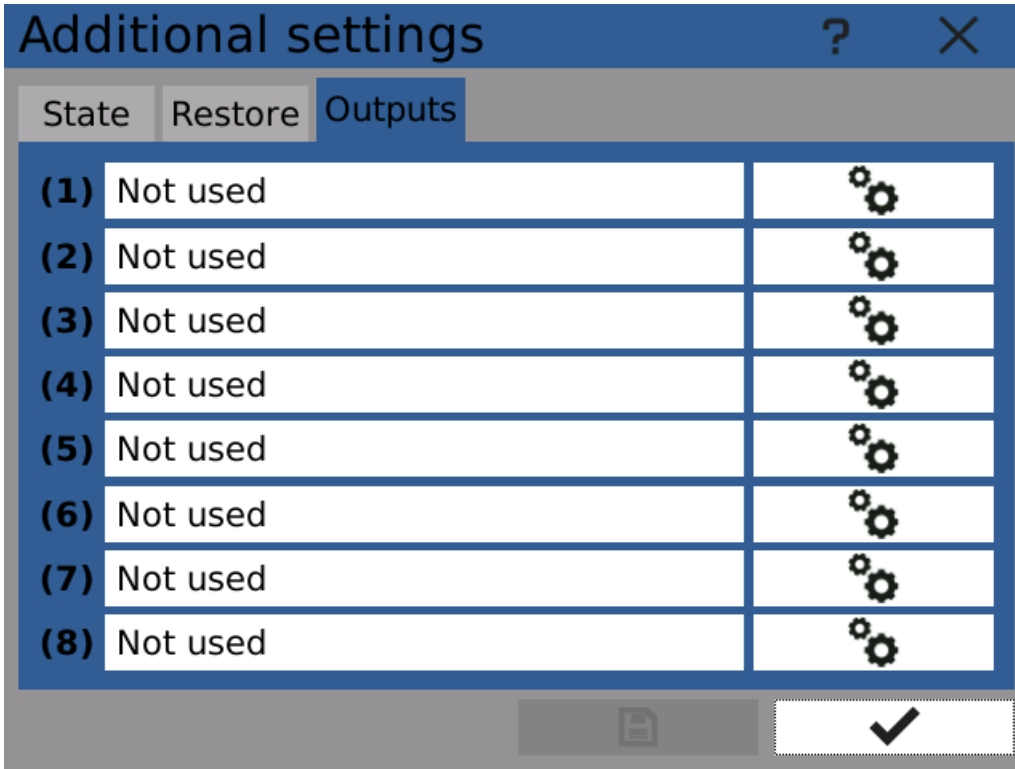 Additional settings ?
State Restore Outputs
(1) Not used
(2) Not used
(3) Not used
(4) Not used
(5) Not used
(6) Not used
(7) Not used
(8) Not used